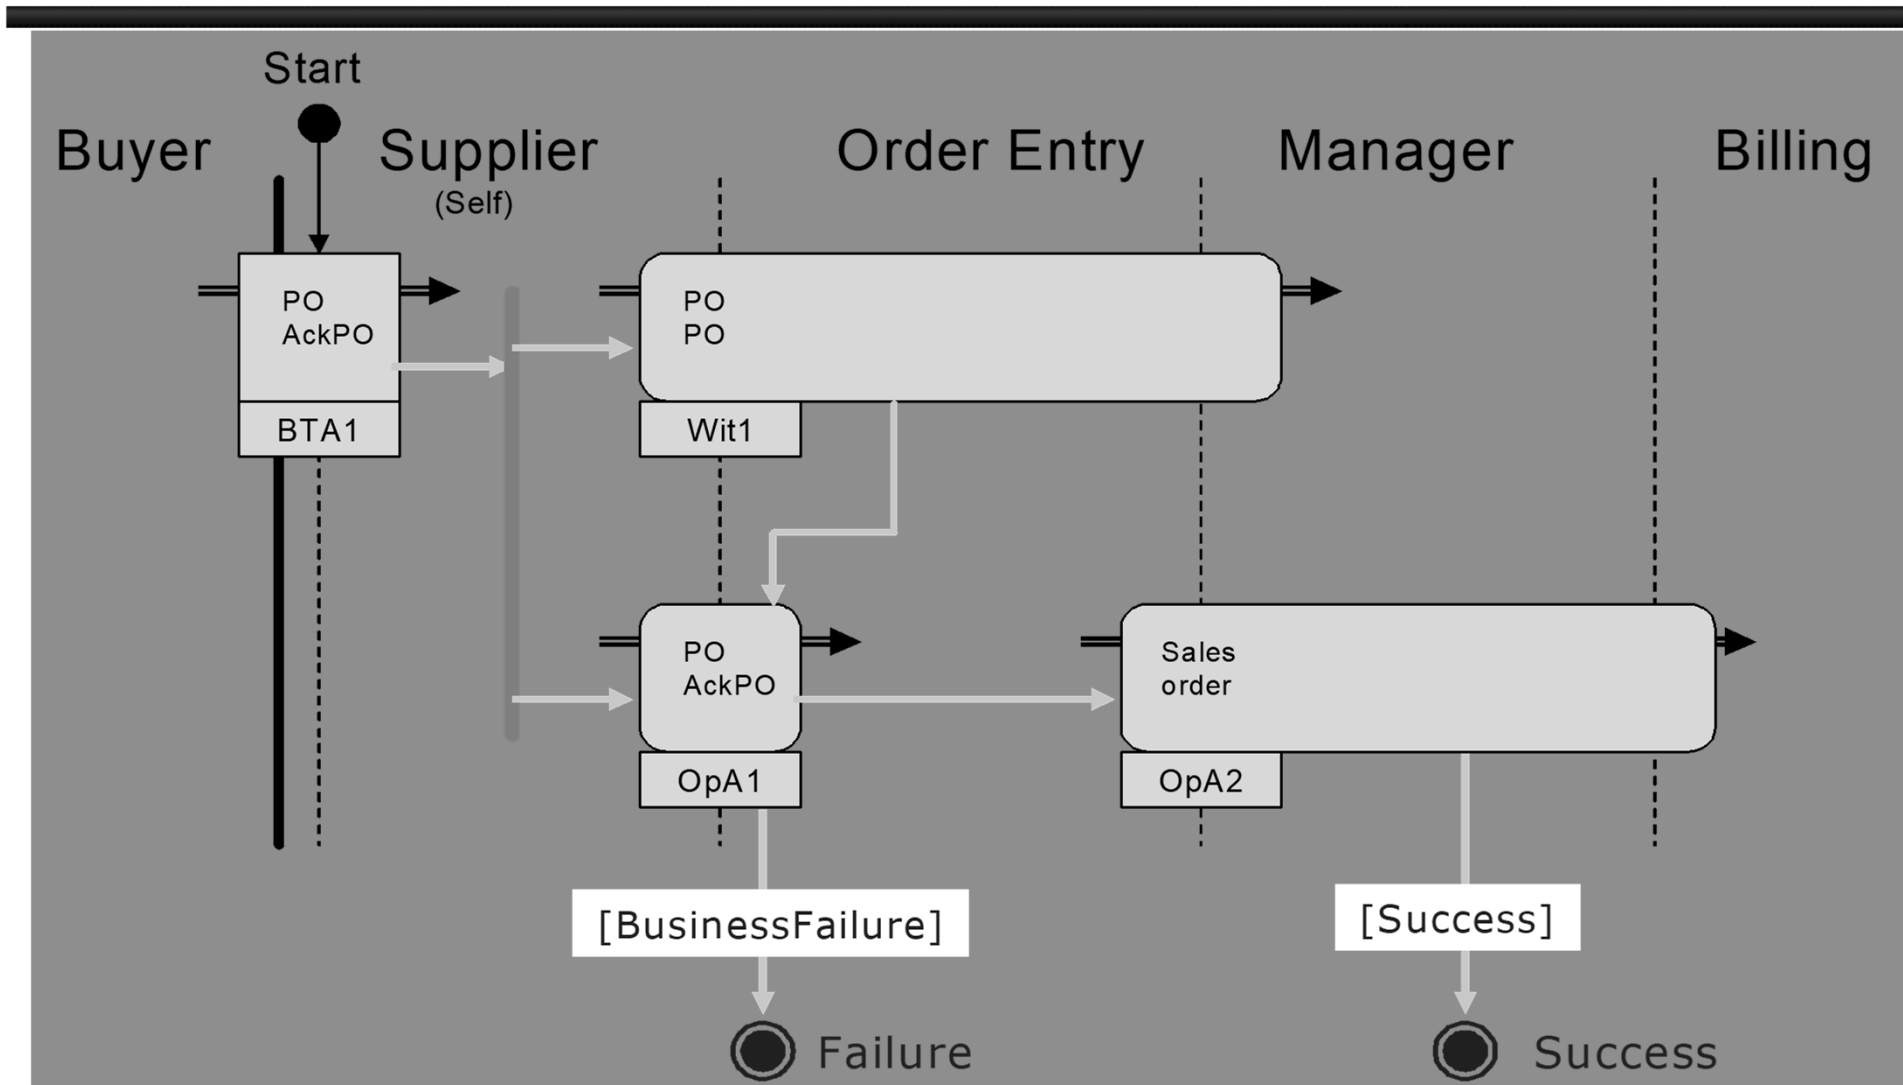 Start
Buyer
Supplier
(Self)
Order Entry
Manager
Billing
PO
AckPO
BTA1
PO
PO
Wit1
PO
AckPO
OpA1
Sales
order
OpA2
[BusinessFailure]
[Success]
Failure
Success